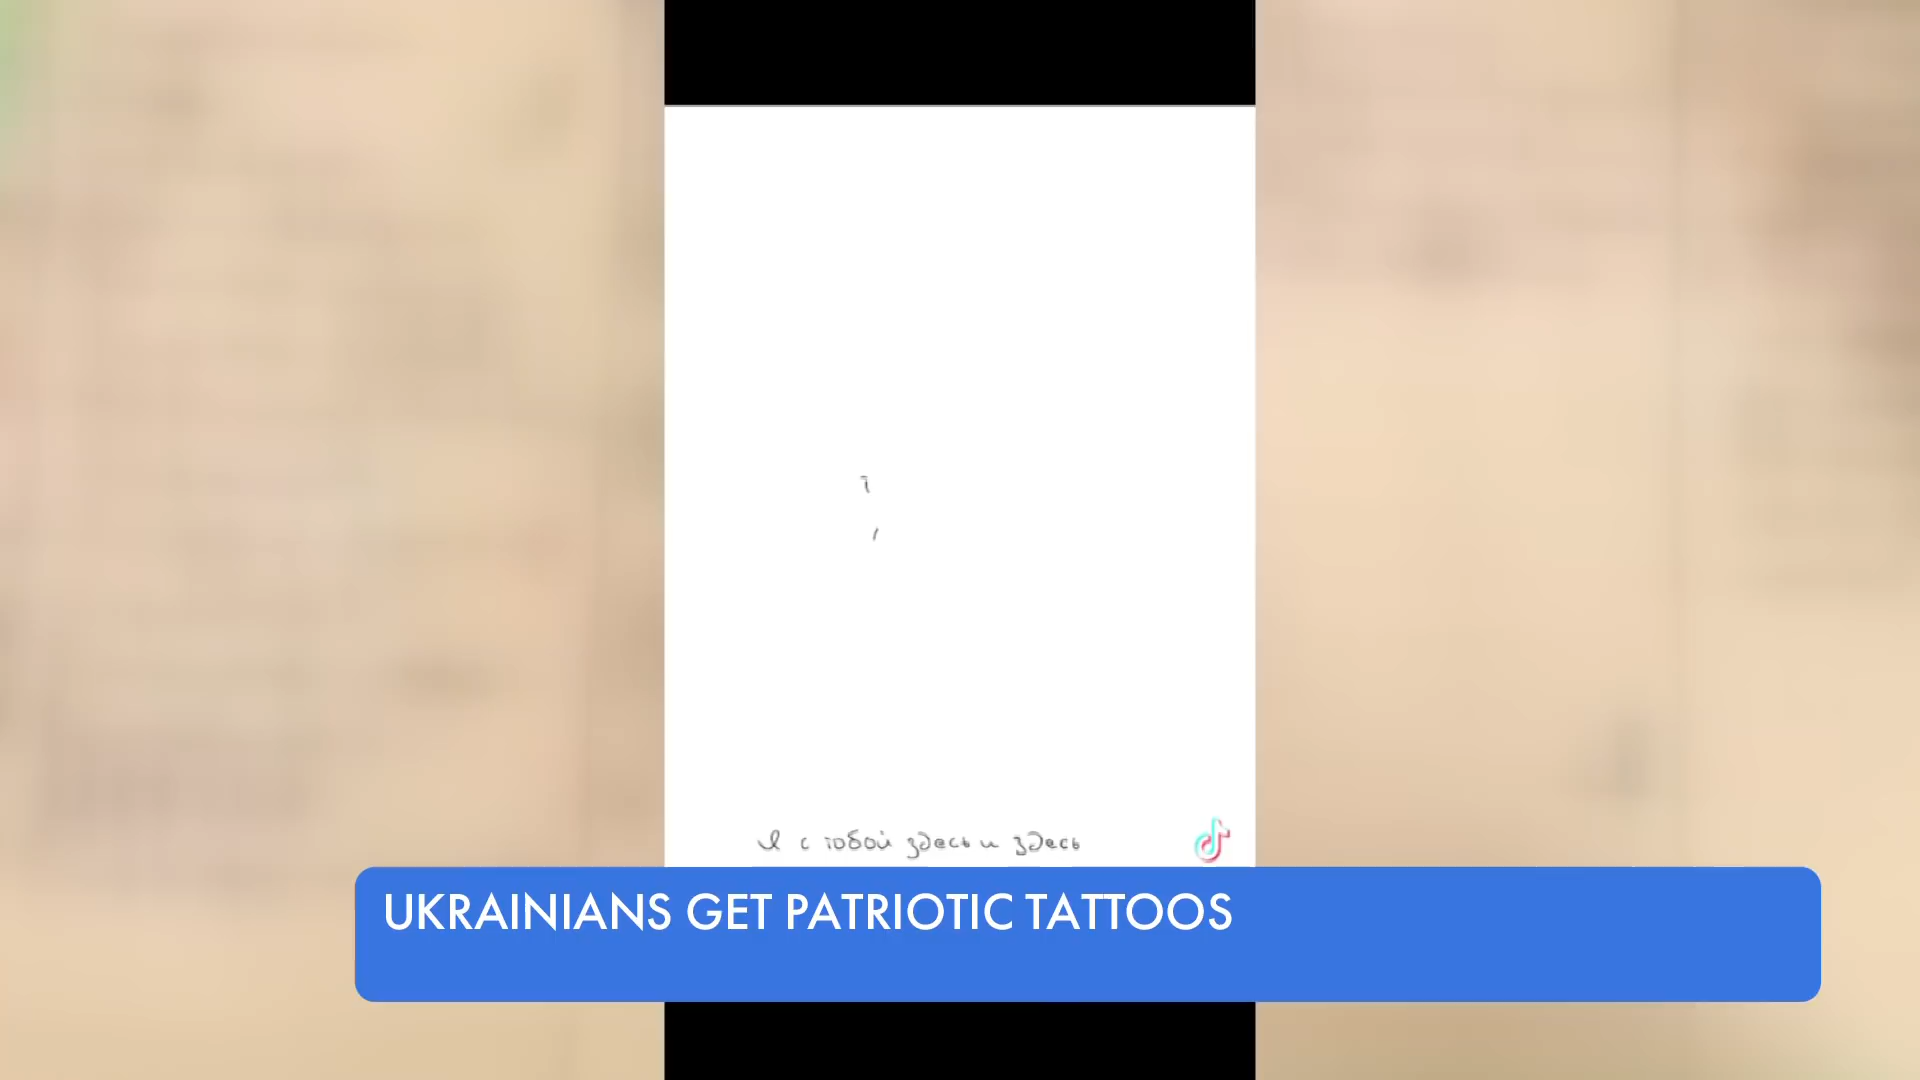 Я с тобой здесь и здесь
UKRAINIANS GET PATRIOTIC TATTOOS